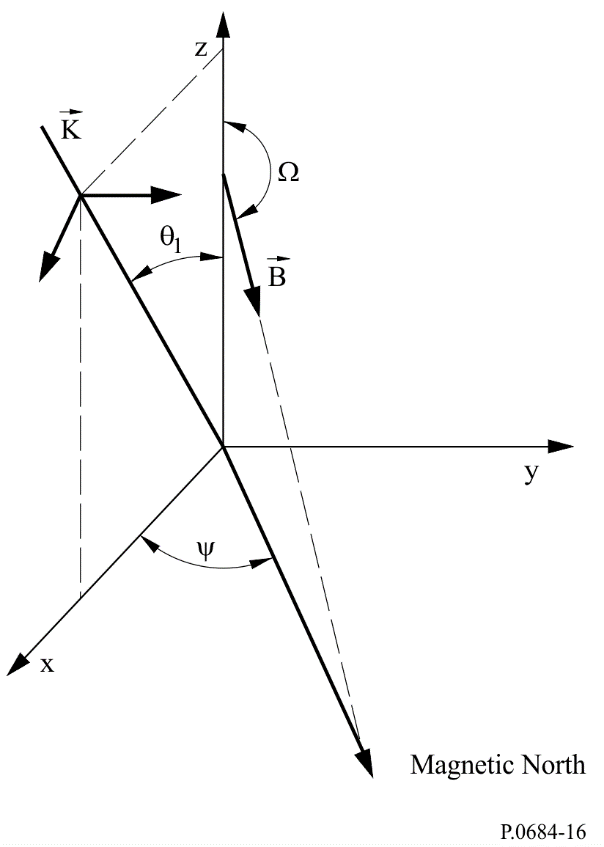 z
K
Ω
θ1
B
y
ψ
x
Magnetic North
P.0684-16